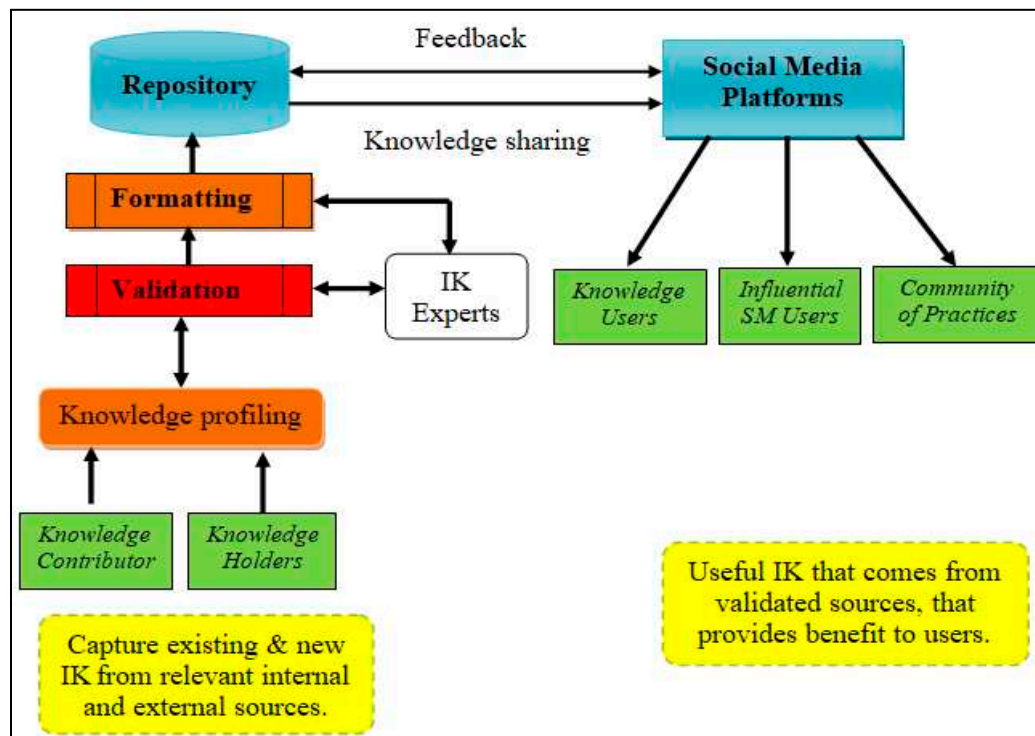 Feedback
Repository
Social Media
Platforms
Knowledge sharing
Formatting
Validation
IK
Experts
Knowledge
Users
Influential
SM Users
Community
of Practices
Knowledge profiling
Knowledge
Contributor
Knowledge
Holders
Useful IK that comes from
validated sources, that
provides benefit to users.
Capture existing & new
IK from relevant internal
and external sources.